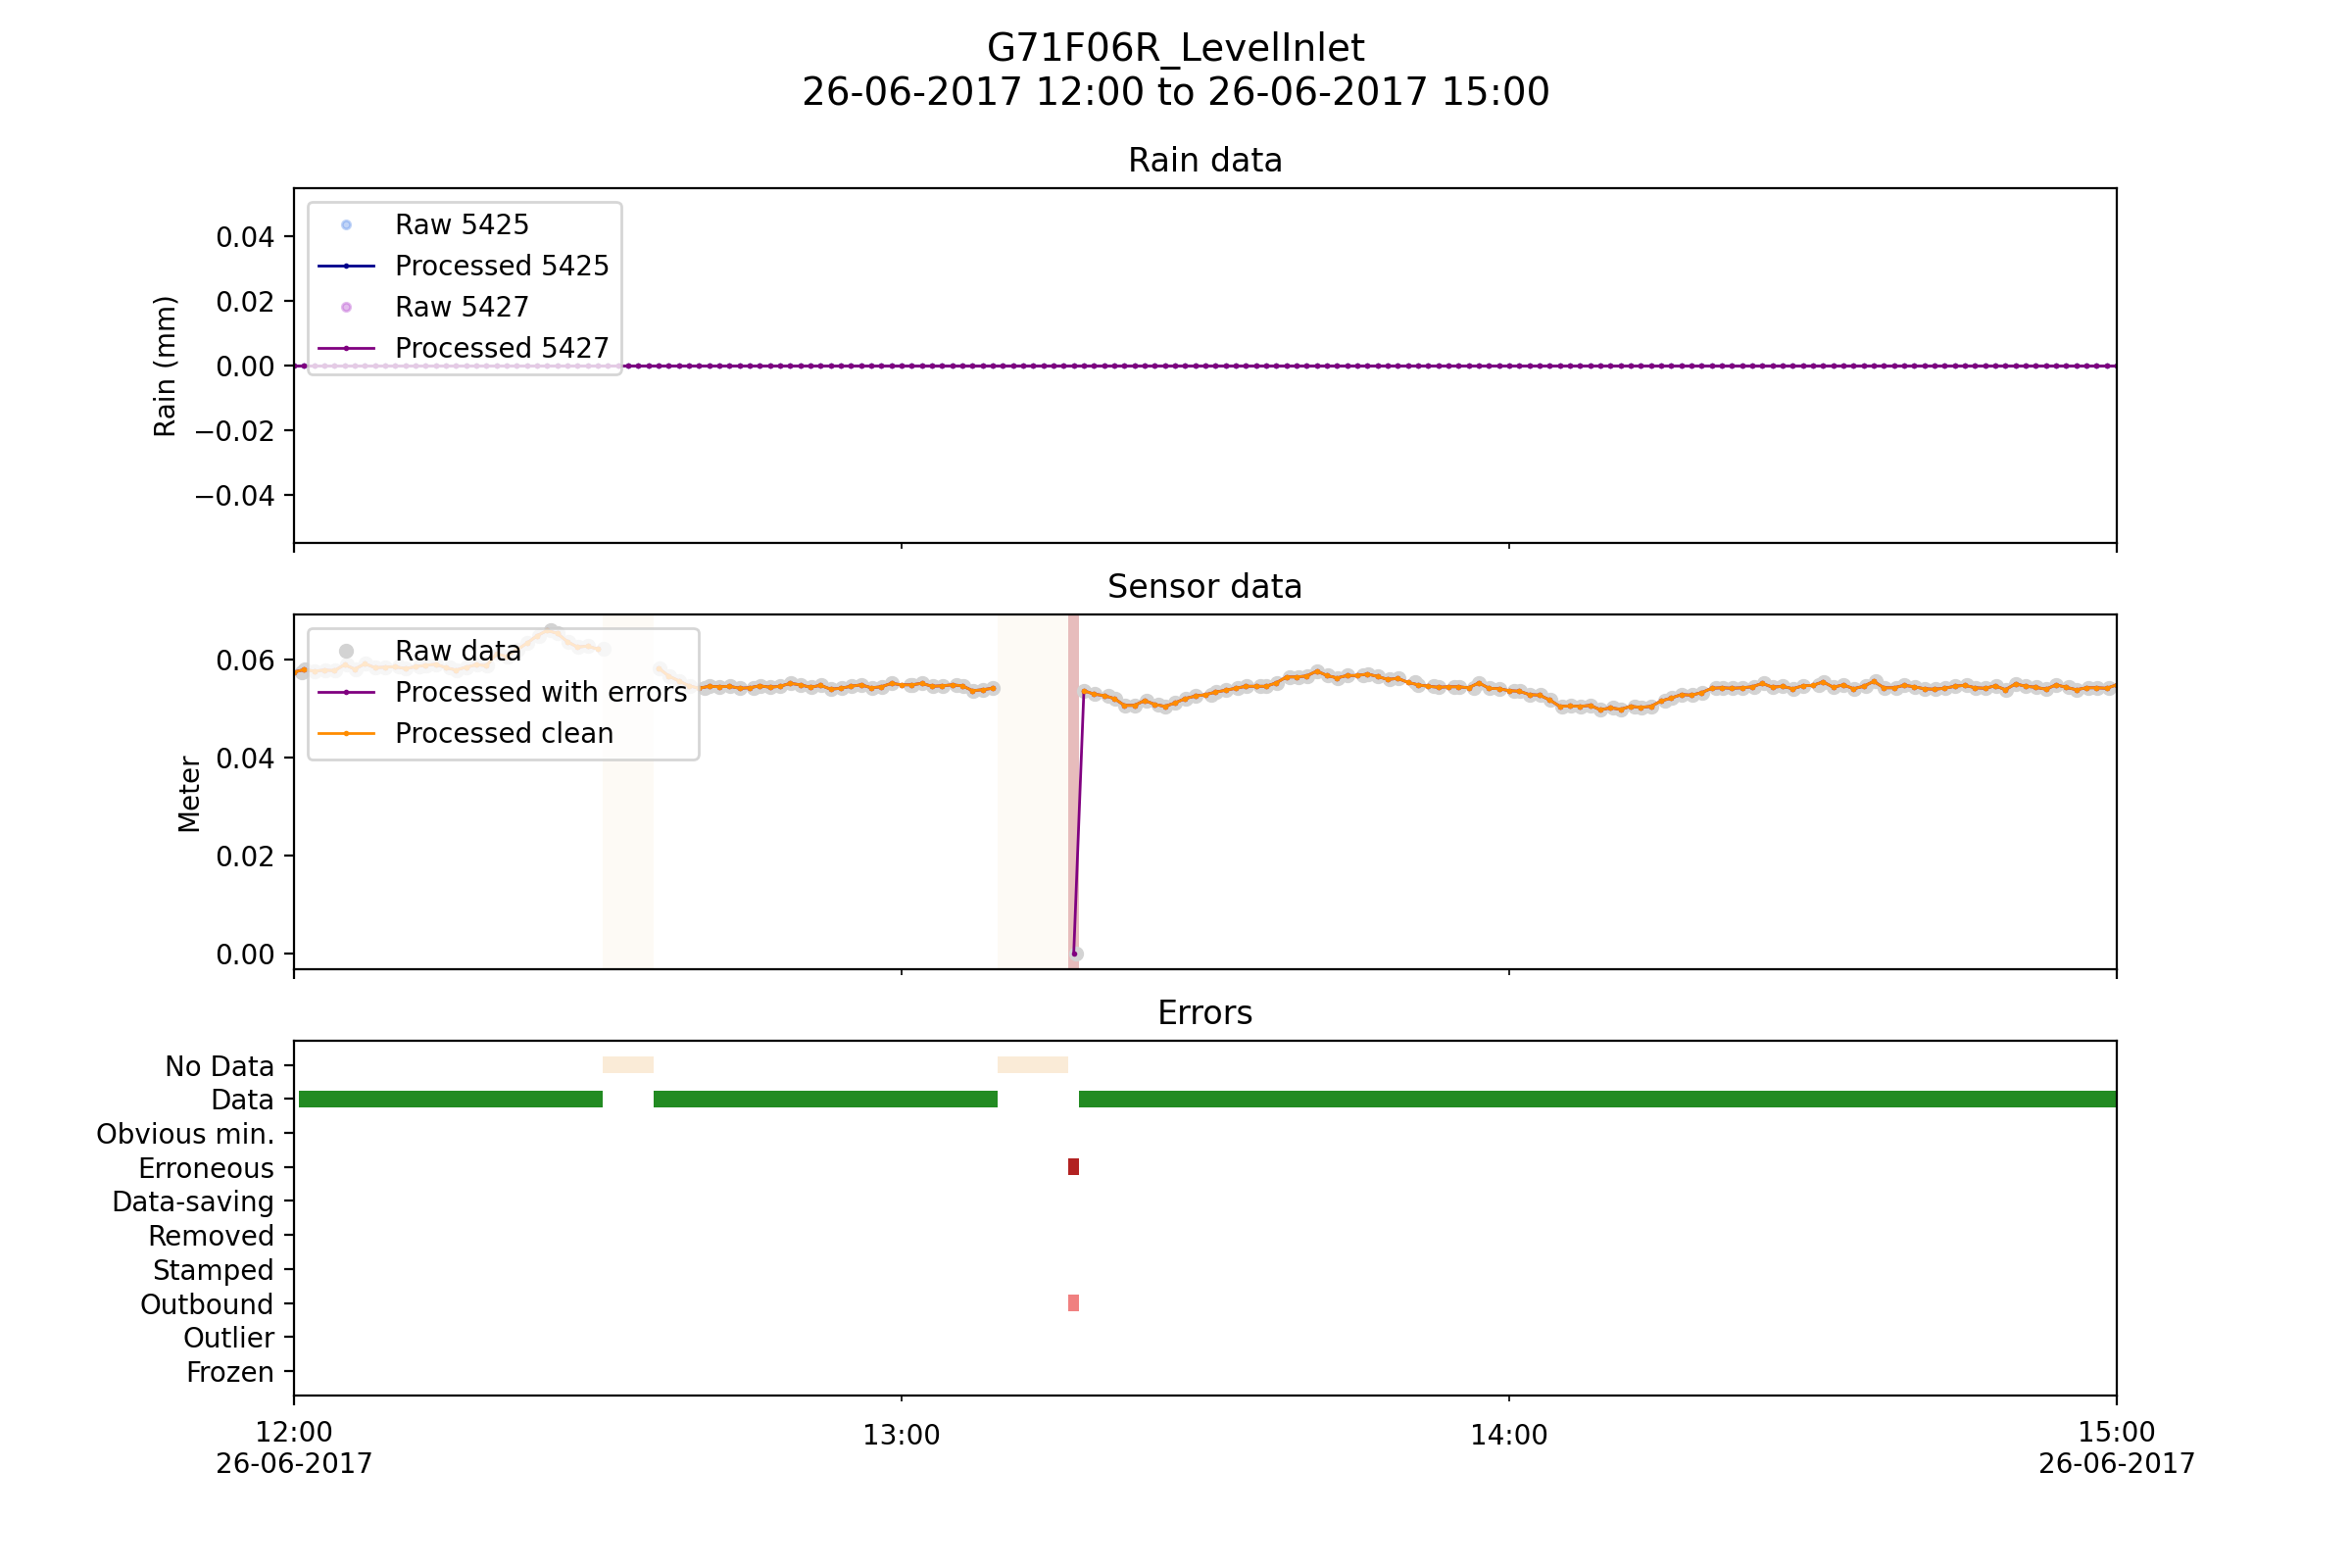 G71F06R_LevelInlet
26-06-2017 12:00 to 26-06-2017 15:00
Rain data
Rain (mm)
0.04
0.02
0.00
−0.02
−0.04
Raw 5425
Processed 5425
Raw 5427
Processed 5427
Sensor data
Meter
0.06
0.04
0.02
0.00
Raw data
Processed with errors
Processed clean
Errors
No Data
Data
Obvious min.
Erroneous
Data-saving
Removed
Stamped
Outbound
Outlier
Frozen
12:00
26-06-2017
13:00
14:00
15:00
26-06-2017